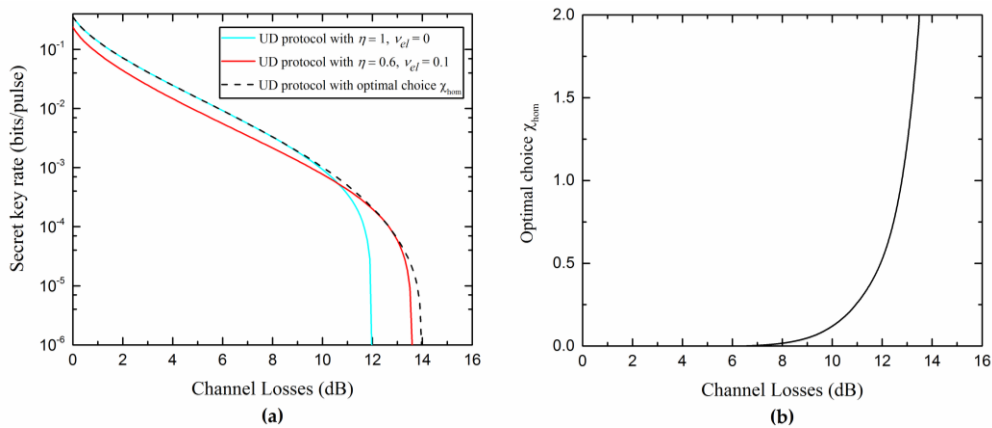 Secret key rate (bits/pulse)
10⁻¹
10⁻²
10⁻³
10⁻⁴
10⁻⁵
10⁻⁶
UD protocol with η = 1, ν_el = 0
UD protocol with η = 0.6, ν_el = 0.1
UD protocol with optimal choice χ_hom
0 2 4 6 8 10 12 14 16
Channel Losses (dB)
(a)
Optimal choice χ_hom
2.0
1.5
1.0
0.5
0.0
0 2 4 6 8 10 12 14 16
Channel Losses (dB)
(b)